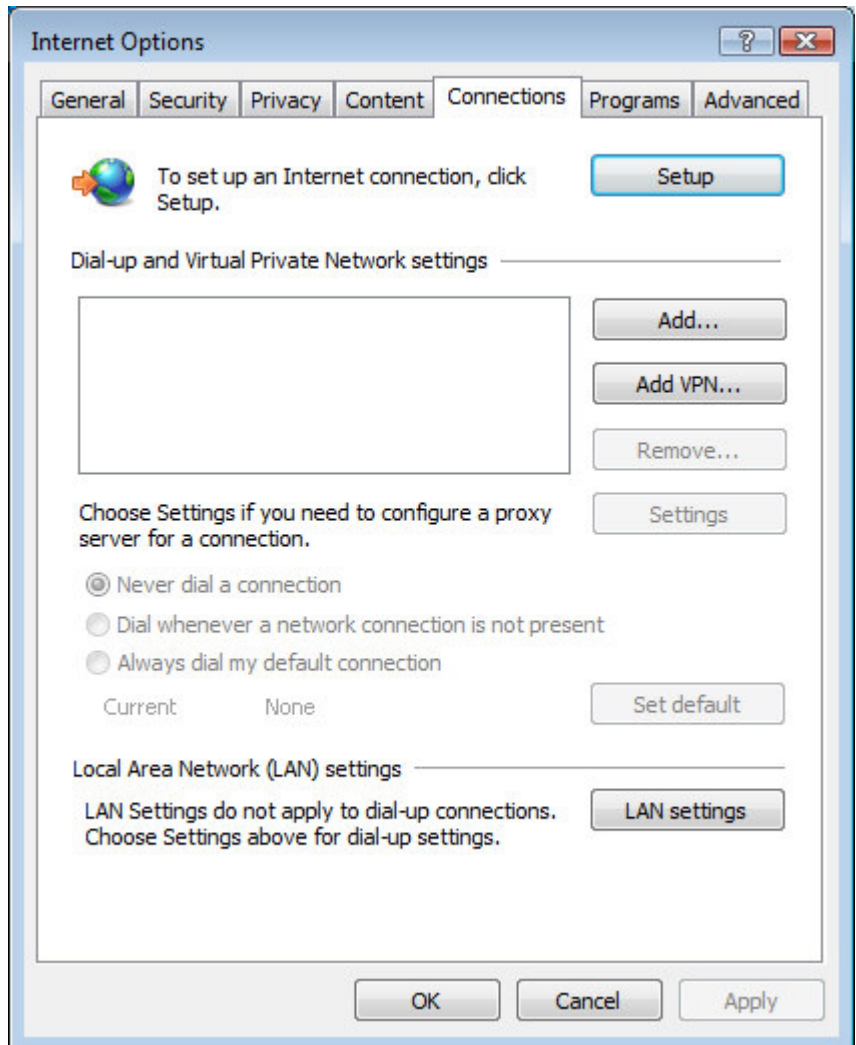 Internet Options
General Security Privacy Content Connections Programs Advanced
To set up an Internet connection, click
Setup.
Setup
Dial-up and Virtual Private Network settings
Add...
Add VPN...
Remove...
Choose Settings if you need to configure a proxy
server for a connection.
Settings
Never dial a connection
Dial whenever a network connection is not present
Always dial my default connection
Current None
Set default
Local Area Network (LAN) settings
LAN Settings do not apply to dial-up connections.
Choose Settings above for dial-up settings.
LAN settings
OK Cancel Apply